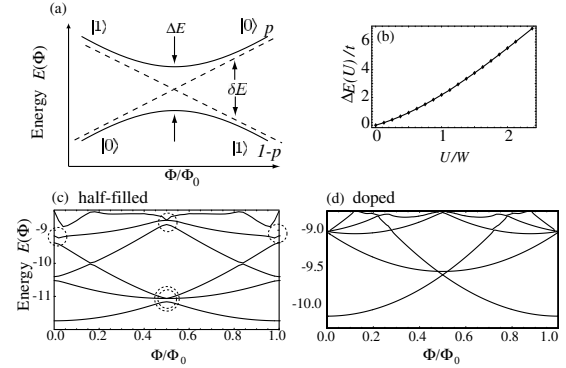 (a)
|1⟩ ΔE |0⟩ p
δE
|0⟩ |1⟩ 1-p
Energy E(Φ)
Φ/Φ0
(b)
ΔE(U)/t
6
4
2
0
0 1 2
U/W
(c) half-filled
Energy E(Φ)
-9
-10
-11
0.0 0.2 0.4 0.6 0.8 1.0
Φ/Φ0
(d) doped
-9.0
-9.5
-10.0
0.0 0.2 0.4 0.6 0.8 1.0
Φ/Φ0